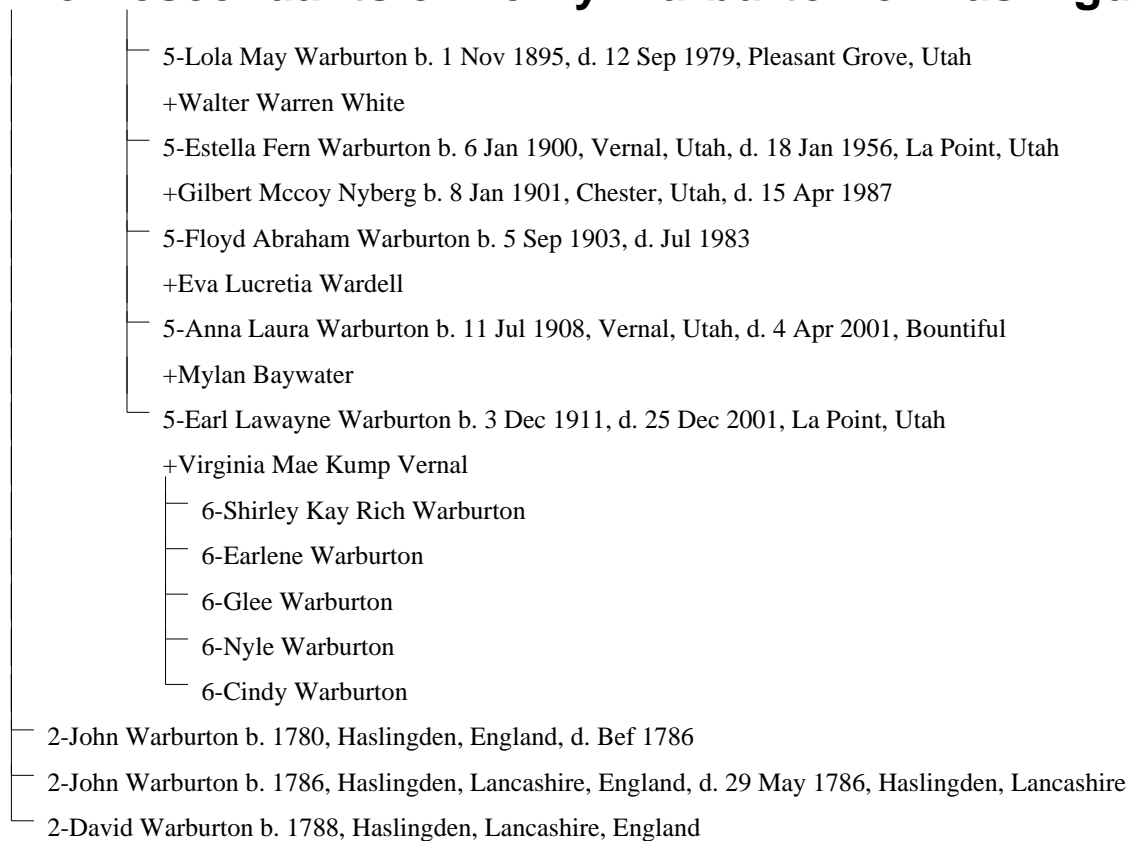 5-Lola May Warburton b. 1 Nov 1895, d. 12 Sep 1979, Pleasant Grove, Utah
+Walter Warren White
5-Estella Fern Warburton b. 6 Jan 1900, Vernal, Utah, d. 18 Jan 1956, La Point, Utah
+Gilbert Mccoy Nyberg b. 8 Jan 1901, Chester, Utah, d. 15 Apr 1987
5-Floyd Abraham Warburton b. 5 Sep 1903, d. Jul 1983
+Eva Lucretia Wardell
5-Anna Laura Warburton b. 11 Jul 1908, Vernal, Utah, d. 4 Apr 2001, Bountiful
+Mylan Baywater
5-Earl Lawayne Warburton b. 3 Dec 1911, d. 25 Dec 2001, La Point, Utah
+Virginia Mae Kump Vernal
6-Shirley Kay Rich Warburton
6-Earlene Warburton
6-Glee Warburton
6-Nyle Warburton
6-Cindy Warburton
2-John Warburton b. 1780, Haslingden, England, d. Bef 1786
2-John Warburton b. 1786, Haslingden, Lancashire, England, d. 29 May 1786, Haslingden, Lancashire
2-David Warburton b. 1788, Haslingden, Lancashire, England